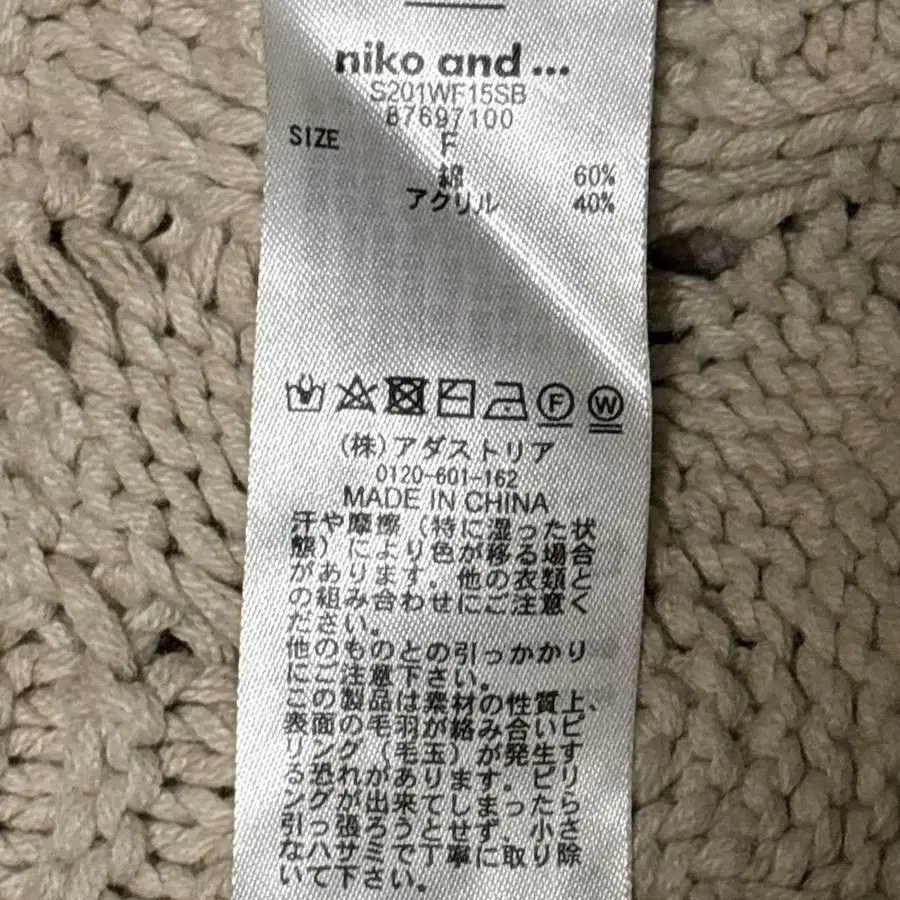 niko and ...
S201WF15SB
87697100
SIZE F
綿 60%
アクリル 40%
F W
(株)アダストリア
0120-601-162
MADE IN CHINA
汗や摩擦(特に湿った状
態)により色が移る場合
があります。他の衣類と
の組み合わせにご注意く
ださい。
他のものとの引っかかり
にご注意下さい。
この製品は素材の性質上、
表面の毛羽が絡み合いピ
リング(毛玉)が発生す
る恐れがあります。ピリ
ングが出来てしまったら
引っ張ろうとせず、小さ
なハサミで丁寧に取り除
いて下さい。